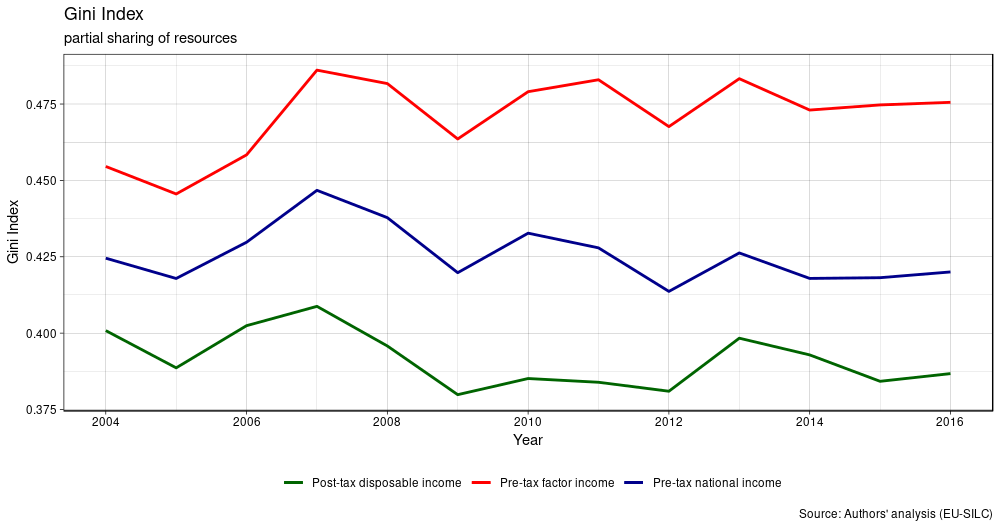 Gini Index
partial sharing of resources
Gini Index
0.475
0.450
0.425
0.400
0.375
2004 2006 2008 2010 2012 2014 2016
Year
Post-tax disposable income Pre-tax factor income Pre-tax national income
Source: Authors' analysis (EU-SILC)